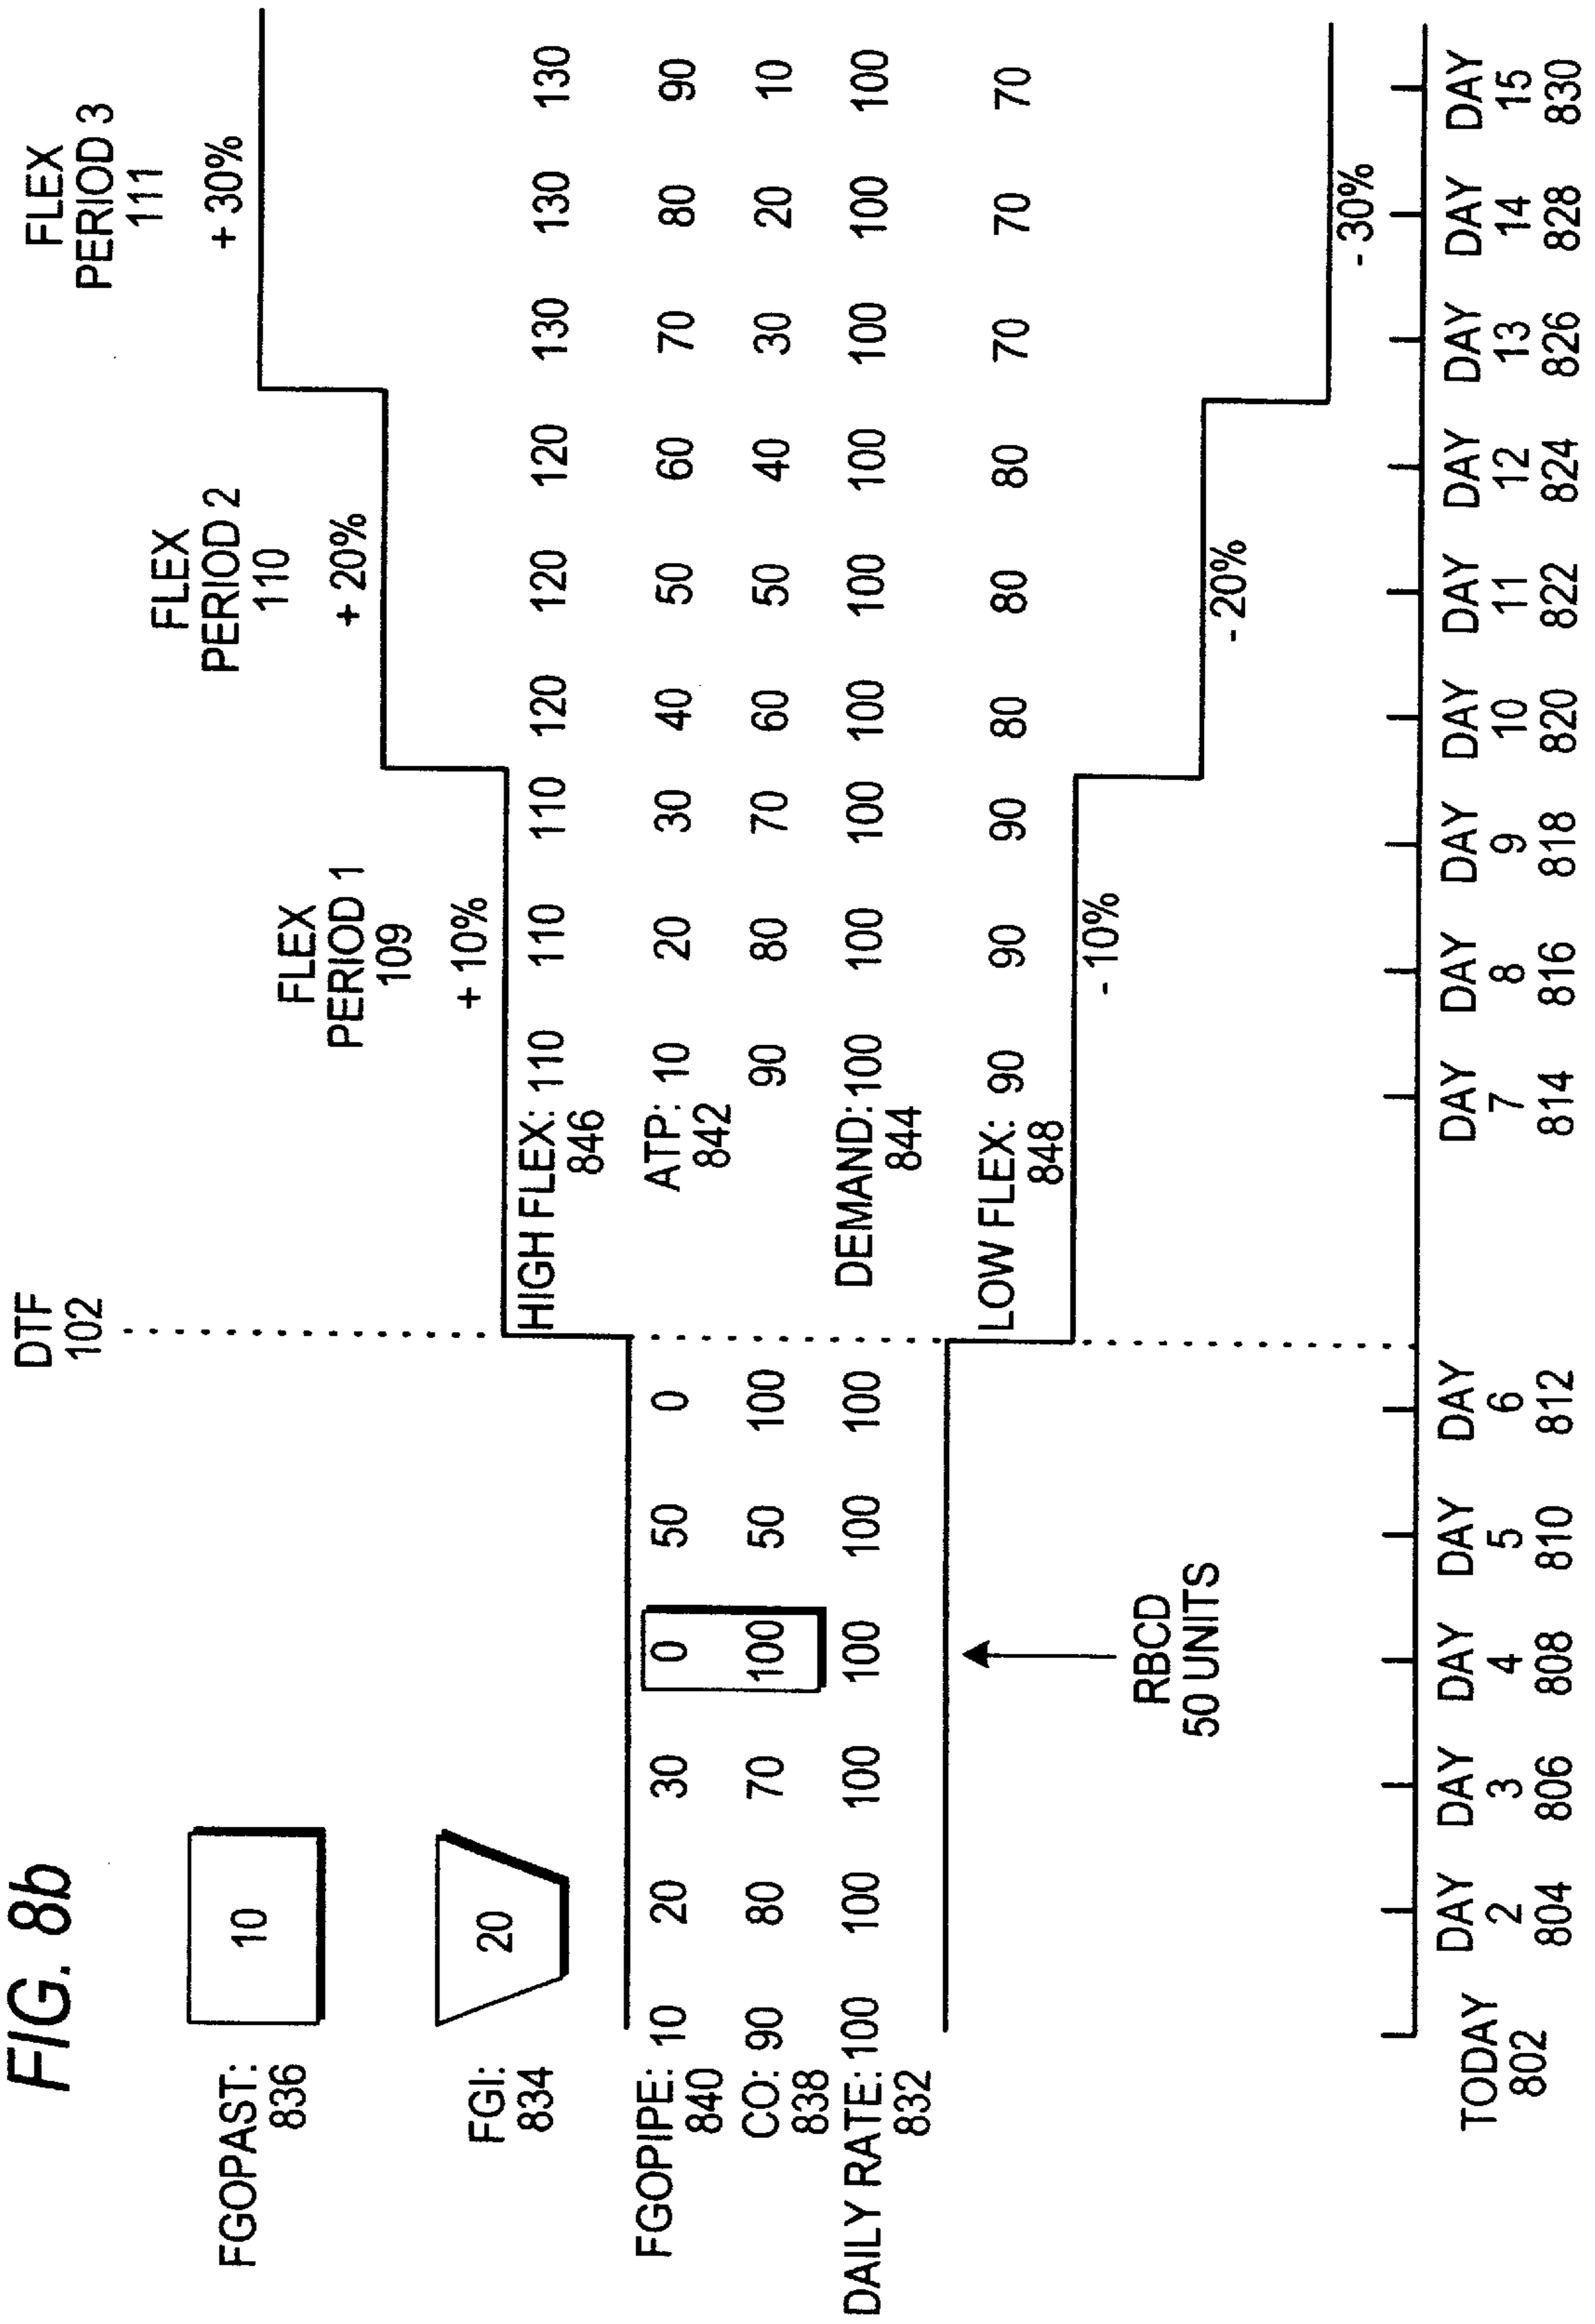 FIG. 8b
DTF
102
FLEX
PERIOD 1
109
+ 10%
FLEX
PERIOD 2
110
+ 20%
FLEX
PERIOD 3
111
+ 30%
FGOPAST:
836
10
FGI:
834
20
HIGH FLEX: 110 110 110 120 120 120 130 130 130
846
FGOPIPE: 10 20 30 0 50 0
840
ATP: 10 20 30 40 50 60 70 80 90
842
CO: 90 80 70 100 50 100 90 80 70 60 50 40 30 20 10
838
DAILY RATE: 100 100 100 100 100 100
832
DEMAND: 100 100 100 100 100 100 100 100 100
844
LOW FLEX: 90 90 90 80 80 80 70 70 70
848
- 10%
- 20%
- 30%
RBCD
50 UNITS
TODAY
802
DAY
2
804
DAY
3
806
DAY
4
808
DAY
5
810
DAY
6
812
DAY
7
814
DAY
8
816
DAY
9
818
DAY
10
820
DAY
11
822
DAY
12
824
DAY
13
826
DAY
14
828
DAY
15
830